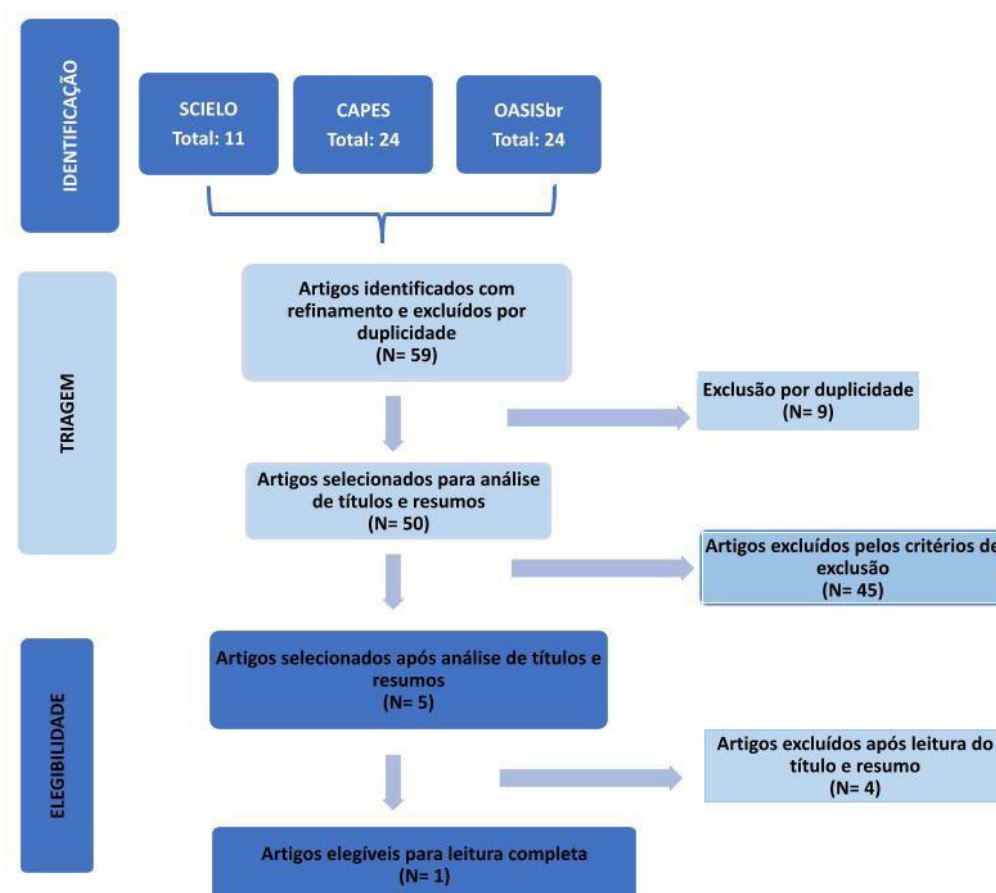 IDENTIFICAÇÃO
SCIELO
Total: 11
CAPES
Total: 24
OASISbr
Total: 24
TRIAGEM
Artigos identificados com
refinamento e excluídos por
duplicidade
(N= 59)
Exclusão por duplicidade
(N= 9)
Artigos selecionados para análise
de títulos e resumos
(N= 50)
Artigos excluídos pelos critérios de
exclusão
(N= 45)
ELEGIBILIDADE
Artigos selecionados após análise de títulos e
resumos
(N= 5)
Artigos excluídos após leitura do
título e resumo
(N= 4)
Artigos elegíveis para leitura completa
(N= 1)